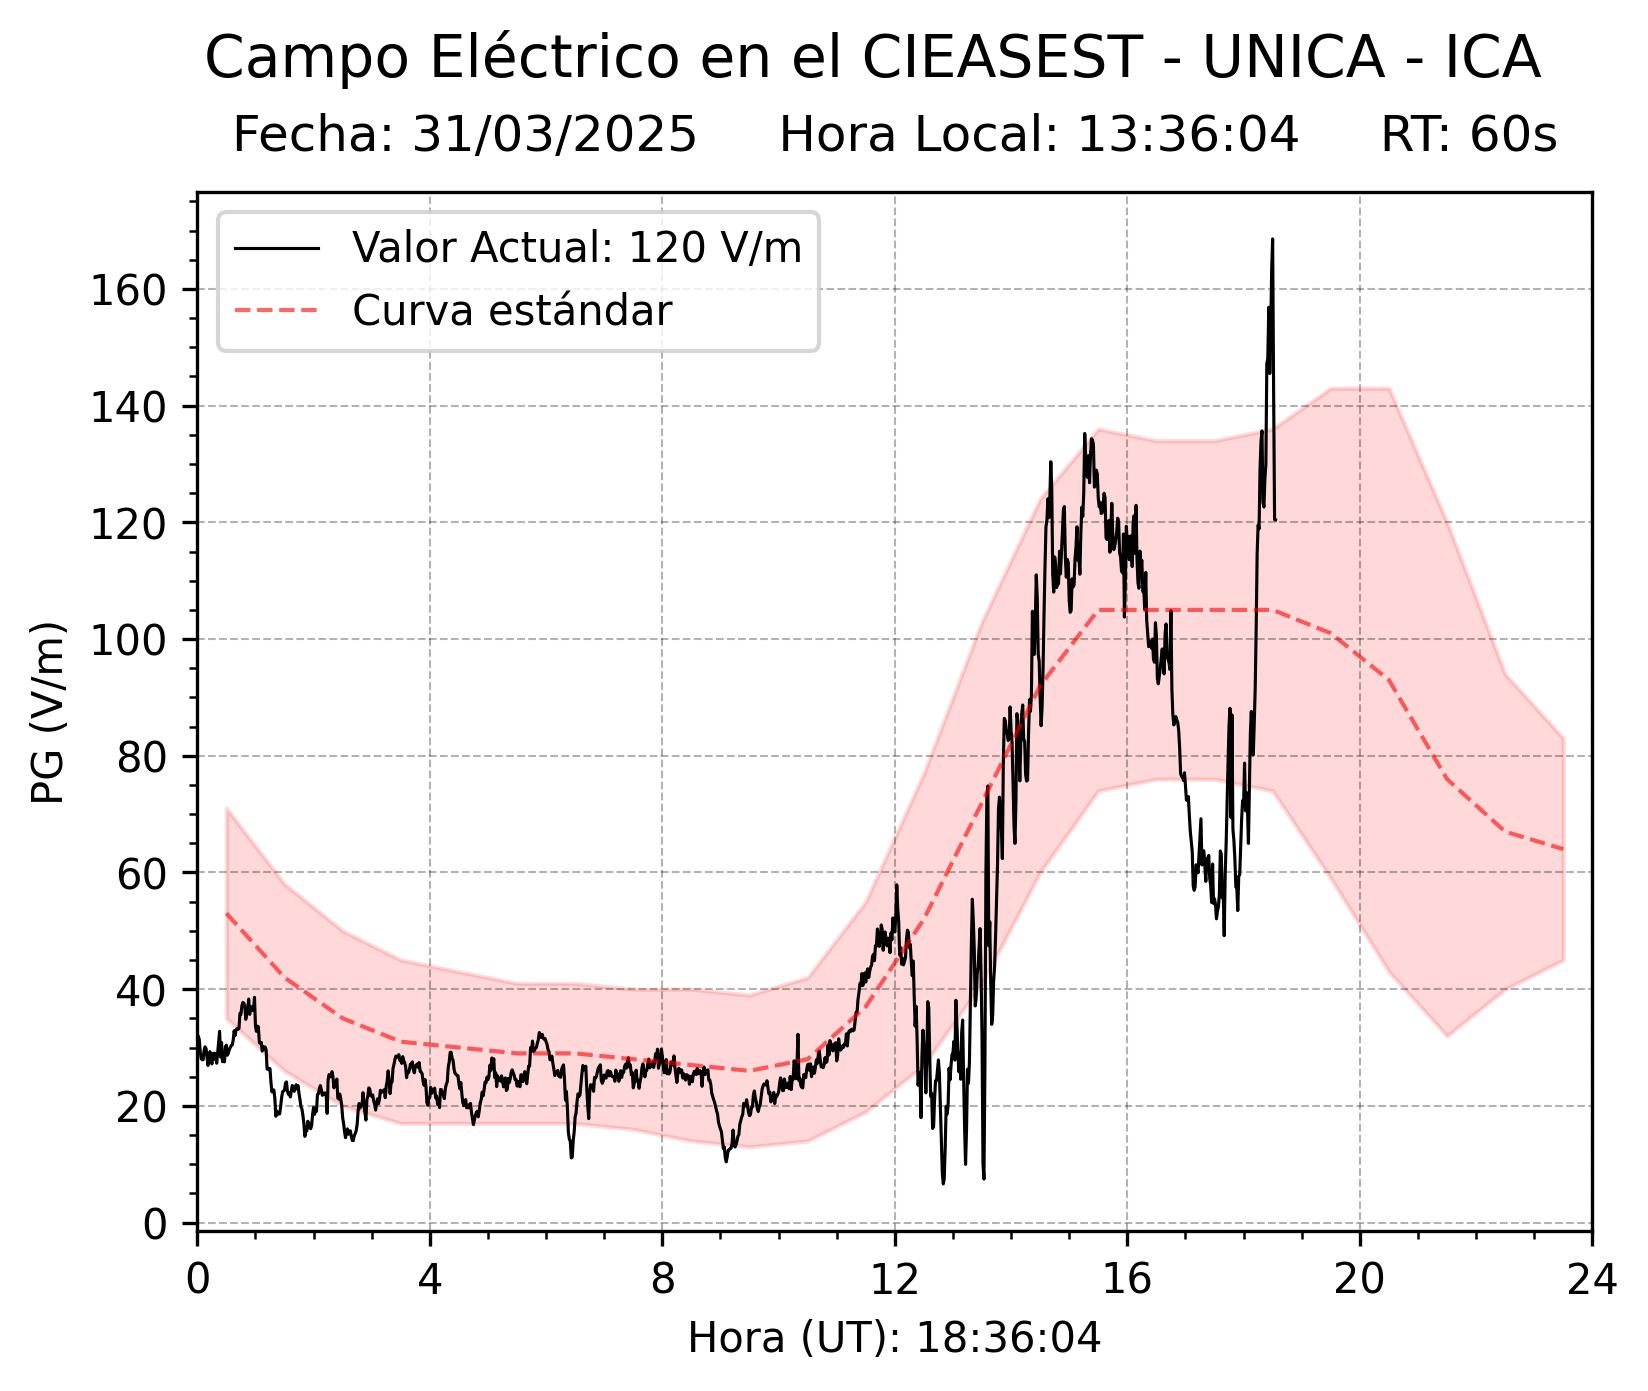 Campo Eléctrico en el CIEASEST - UNICA - ICA
Fecha: 31/03/2025 Hora Local: 13:36:04 RT: 60s
Valor Actual: 120 V/m
Curva estándar
PG (V/m)
160
140
120
100
80
60
40
20
0
0 4 8 12 16 20 24
Hora (UT): 18:36:04